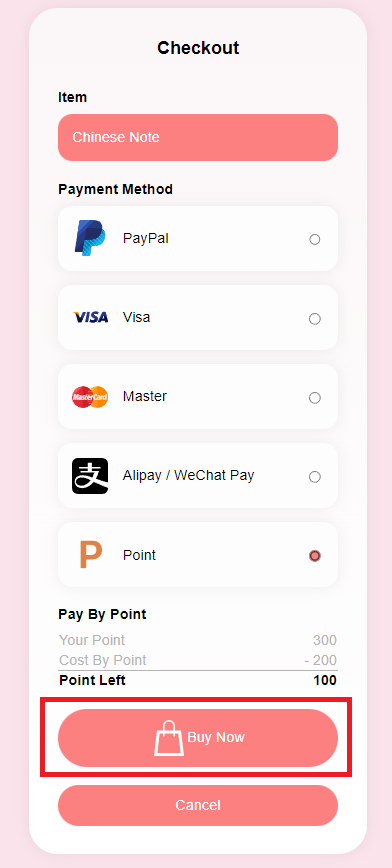 Checkout
Item
Chinese Note
Payment Method
PayPal
VISA Visa
MasterCard Master
支 Alipay / WeChat Pay
P Point
Pay By Point
Your Point 300
Cost By Point - 200
Point Left 100
Buy Now
Cancel